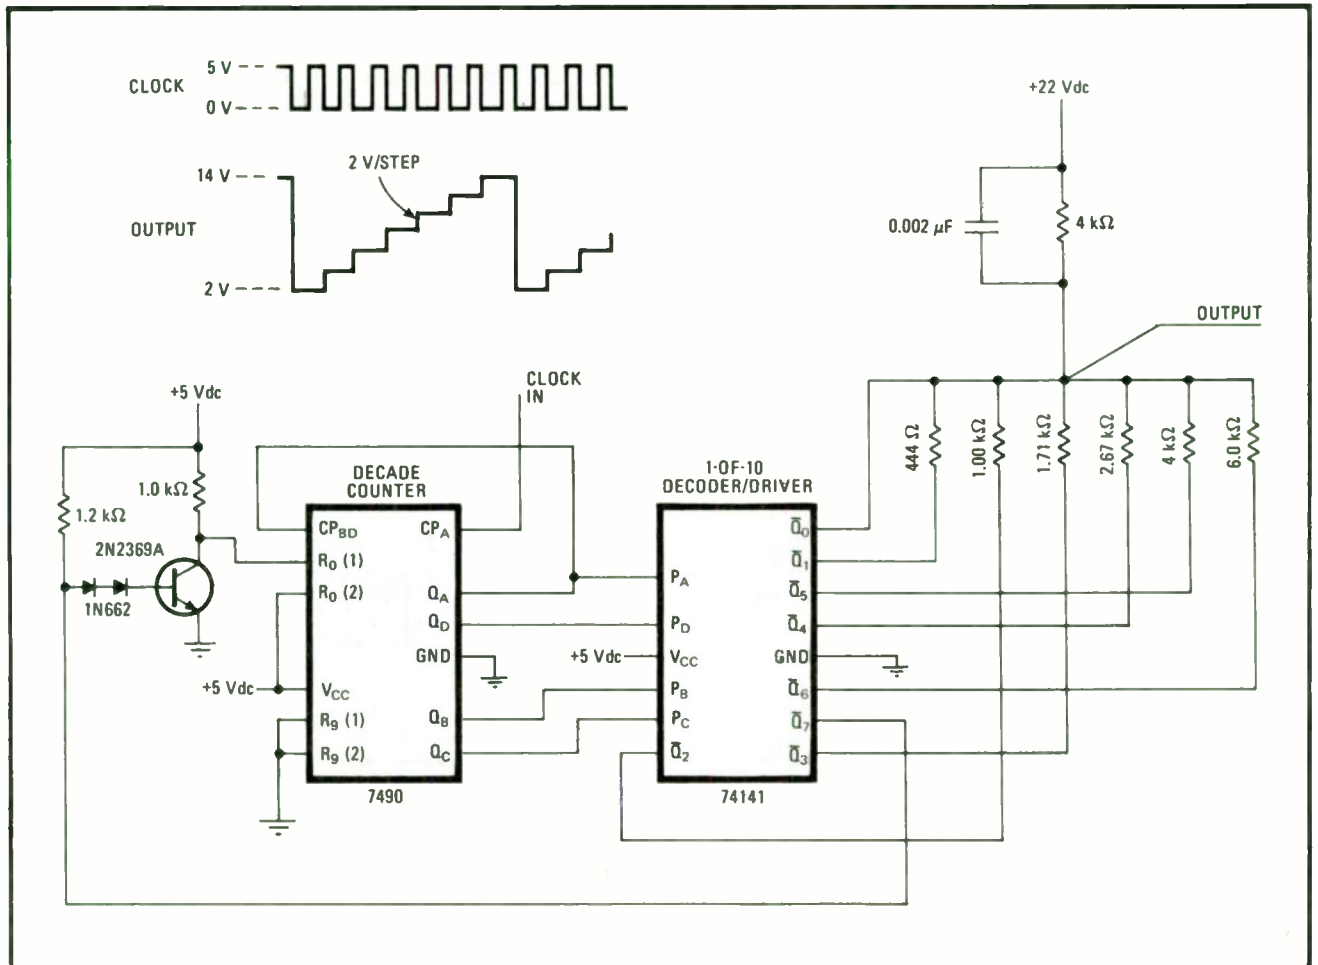 5 V
CLOCK
0 V
2 V/STEP
14 V
OUTPUT
2 V
+22 Vdc
0.002 µF
4 kΩ
OUTPUT
+5 Vdc
CLOCK
IN
1.0 kΩ
1.2 kΩ
2N2369A
1N662
DECADE
COUNTER
CP_BD
CP_A
R₀ (1)
R₀ (2)
Q_A
Q_D
GND
+5 Vdc
V_CC
R₉ (1)
Q_B
R₉ (2)
Q_C
7490
1-OF-10
DECODER/DRIVER
P_A
P_D
+5 Vdc
V_CC
P_B
P_C
Q̅₂
Q̅₀
Q̅₁
Q̅₅
Q̅₄
GND
Q̅₆
Q̅₇
Q̅₃
74141
444 Ω
1.00 kΩ
1.71 kΩ
2.67 kΩ
4 kΩ
6.0 kΩ